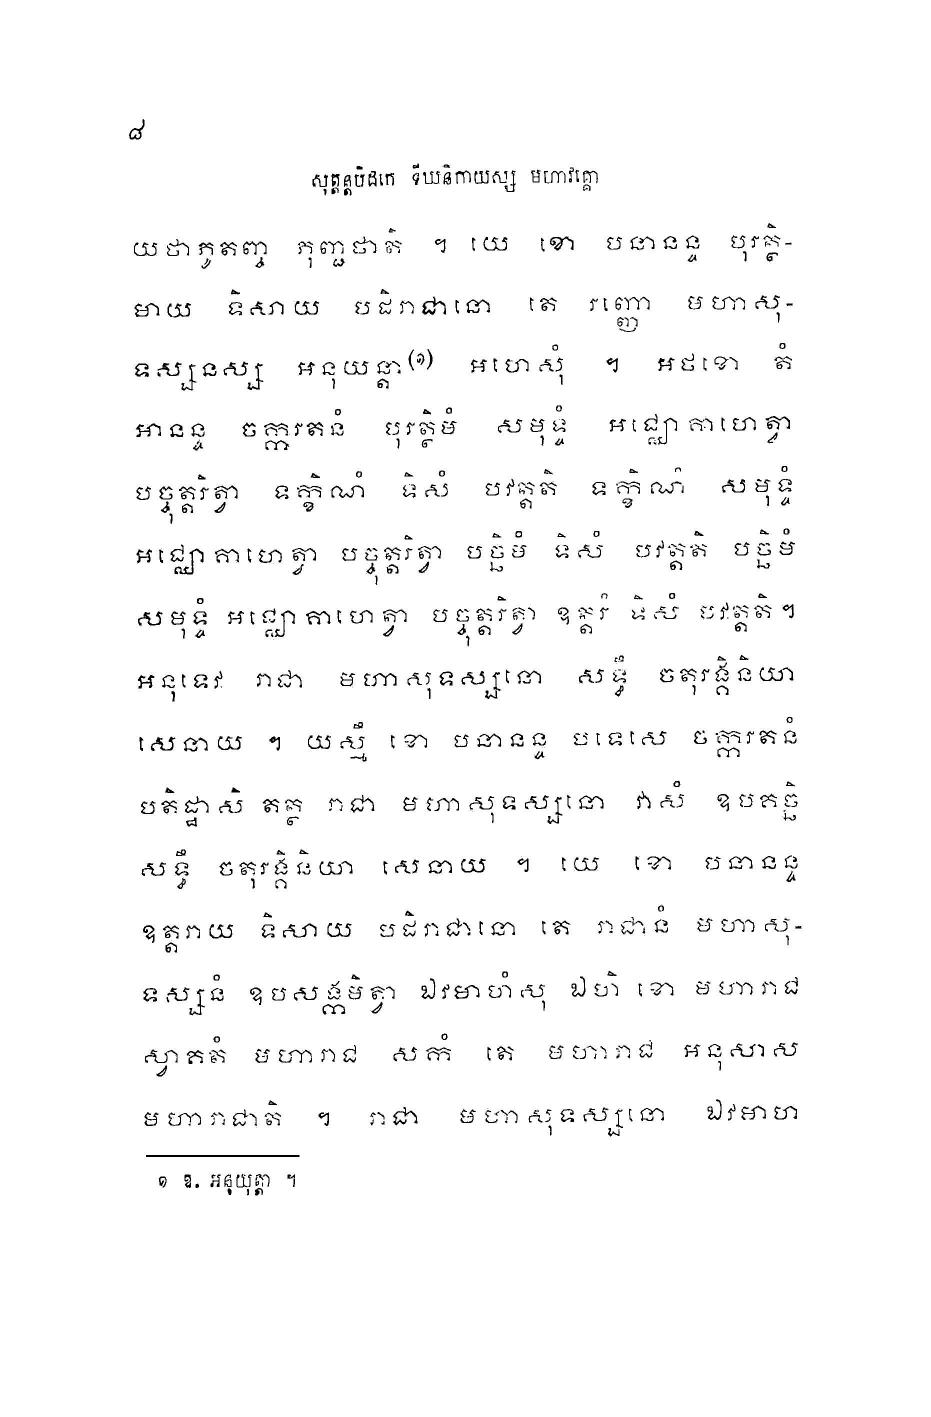 ៨
សុត្តន្តបិដកេ ទីឃនិកាយស្ស មហាវគ្គោ
យថាភូតញ្ច ភុញ្ជថាតិ ។ យេ ខោ បនានន្ទ បុរត្ថិ-
មាយ ទិសាយ បដិរាជានោ តេ រញ្ញោ មហាសុ-
ទស្សនស្ស អនុយន្តា(១) អហេសុំ ។ អថខោ តំ
អានន្ទ ចក្ករតនំ បុរត្ថិមំ សមុទ្ទំ អជ្ឈោគាហេត្វា
បច្ចុត្តរិត្វា ទក្ខិណំ ទិសំ បវត្តតិ ទក្ខិណំ សមុទ្ទំ
អជ្ឈោគាហេត្វា បច្ចុត្តរិត្វា បច្ឆិមំ ទិសំ បវត្តតិ បច្ឆិមំ
សមុទ្ទំ អជ្ឈោគាហេត្វា បច្ចុត្តរិត្វា ឧត្តរំ ទិសំ បវត្តតិ។
អនុទេវ រាជា មហាសុទស្សនោ សទ្ធឹ ចតុរង្គិនិយា
សេនាយ ។ យស្មឹ ខោ បនានន្ទ បទេសេ ចក្ករតនំ
បតិដ្ឋាសិ តត្ថ រាជា មហាសុទស្សនោ វាសំ ឧបគច្ឆិ
សទ្ធឹ ចតុរង្គិនិយា សេនាយ ។ យេ ខោ បនានន្ទ
ឧត្តរាយ ទិសាយ បដិរាជានោ តេ រាជានំ មហាសុ-
ទស្សនំ ឧបសង្កមិត្វា ឯវមាហំសុ ឯហិ ខោ មហារាជ
ស្វាគតំ មហារាជ សកំ តេ មហារាជ អនុសាស
មហារាជាតិ ។ រាជា មហាសុទស្សនោ ឯវមាហ
១ ឱ. អនុយុត្តា ។